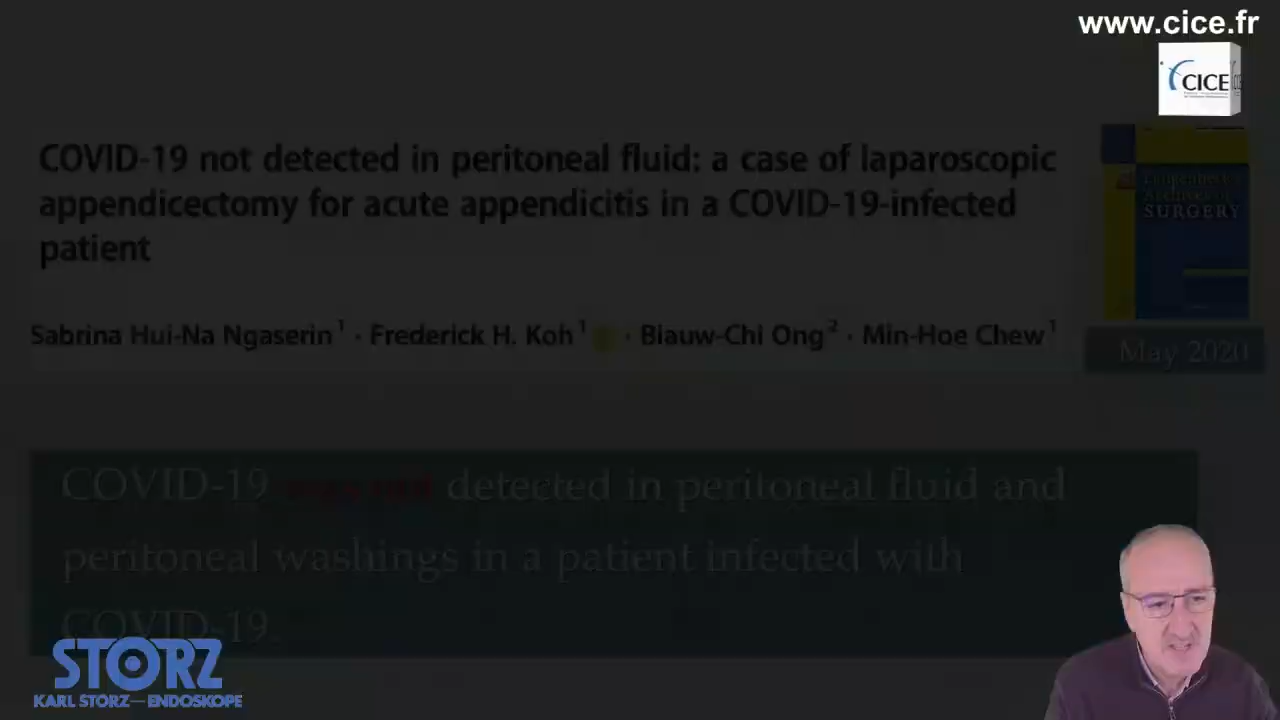 www.cice.fr
CICE
COVID-19 not detected in peritoneal fluid: a case of laparoscopic
appendicectomy for acute appendicitis in a COVID-19-infected
patient
Langenbeck's
Archives of
SURGERY
Sabrina Hui-Na Ngaserin¹ · Frederick H. Koh¹ · Biauw-Chi Ong² · Min-Hoe Chew¹
May 2020
COVID-19 was not detected in peritoneal fluid and
peritoneal washings in a patient infected with
COVID-19.
STORZ
KARL STORZ—ENDOSKOPE